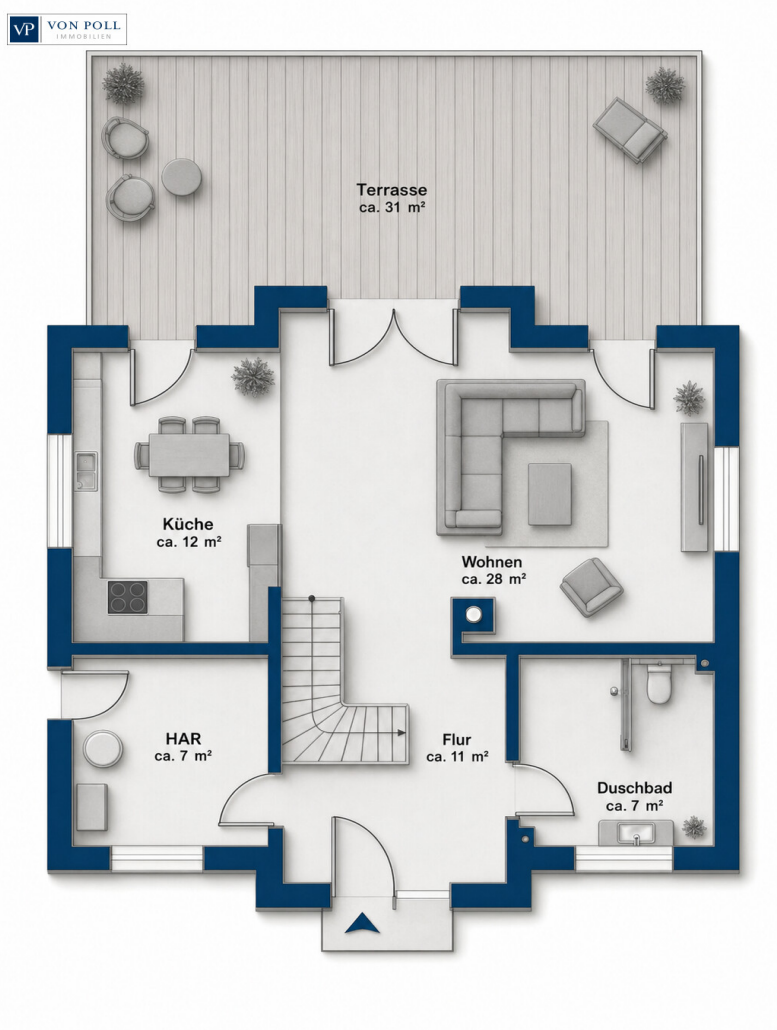 VP VON POLL
IMMOBILIEN
Terrasse
ca. 31 m²
Küche
ca. 12 m²
Wohnen
ca. 28 m²
HAR
ca. 7 m²
Flur
ca. 11 m²
Duschbad
ca. 7 m²